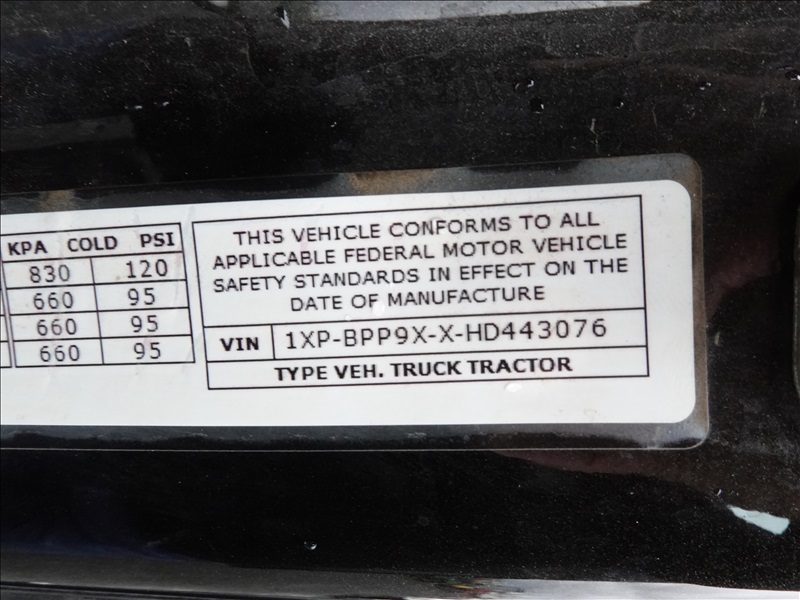 KPA COLD PSI
830 120
660 95
660 95
660 95
THIS VEHICLE CONFORMS TO ALL
APPLICABLE FEDERAL MOTOR VEHICLE
SAFETY STANDARDS IN EFFECT ON THE
DATE OF MANUFACTURE
VIN 1XP-BPP9X-X-HD443076
TYPE VEH. TRUCK TRACTOR